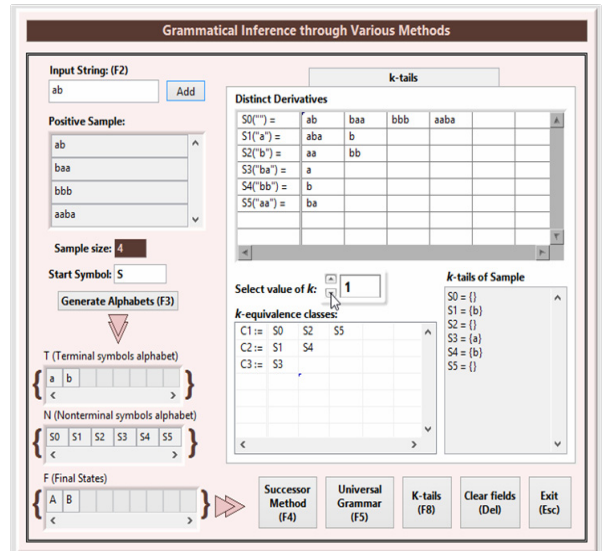 Grammatical Inference through Various Methods
Input String: (F2)
ab
Add
Positive Sample:
ab
baa
bbb
aaba
Sample size: 4
Start Symbol: S
Generate Alphabets (F3)
T (Terminal symbols alphabet)
{ a b }
N (Nonterminal symbols alphabet)
{ S0 S1 S2 S3 S4 S5 }
F (Final States)
{ A B }
k-tails
Distinct Derivatives
S0("") = ab baa bbb aaba
S1("a") = aba b
S2("b") = aa bb
S3("ba") = a
S4("bb") = b
S5("aa") = ba
Select value of k: 1
k-equivalence classes:
C1 := S0 S2 S5
C2 := S1 S4
C3 := S3
k-tails of Sample
S0 = {}
S1 = {b}
S2 = {}
S3 = {a}
S4 = {b}
S5 = {}
Successor
Method
(F4)
Universal
Grammar
(F5)
K-tails
(F8)
Clear fields
(Del)
Exit
(Esc)